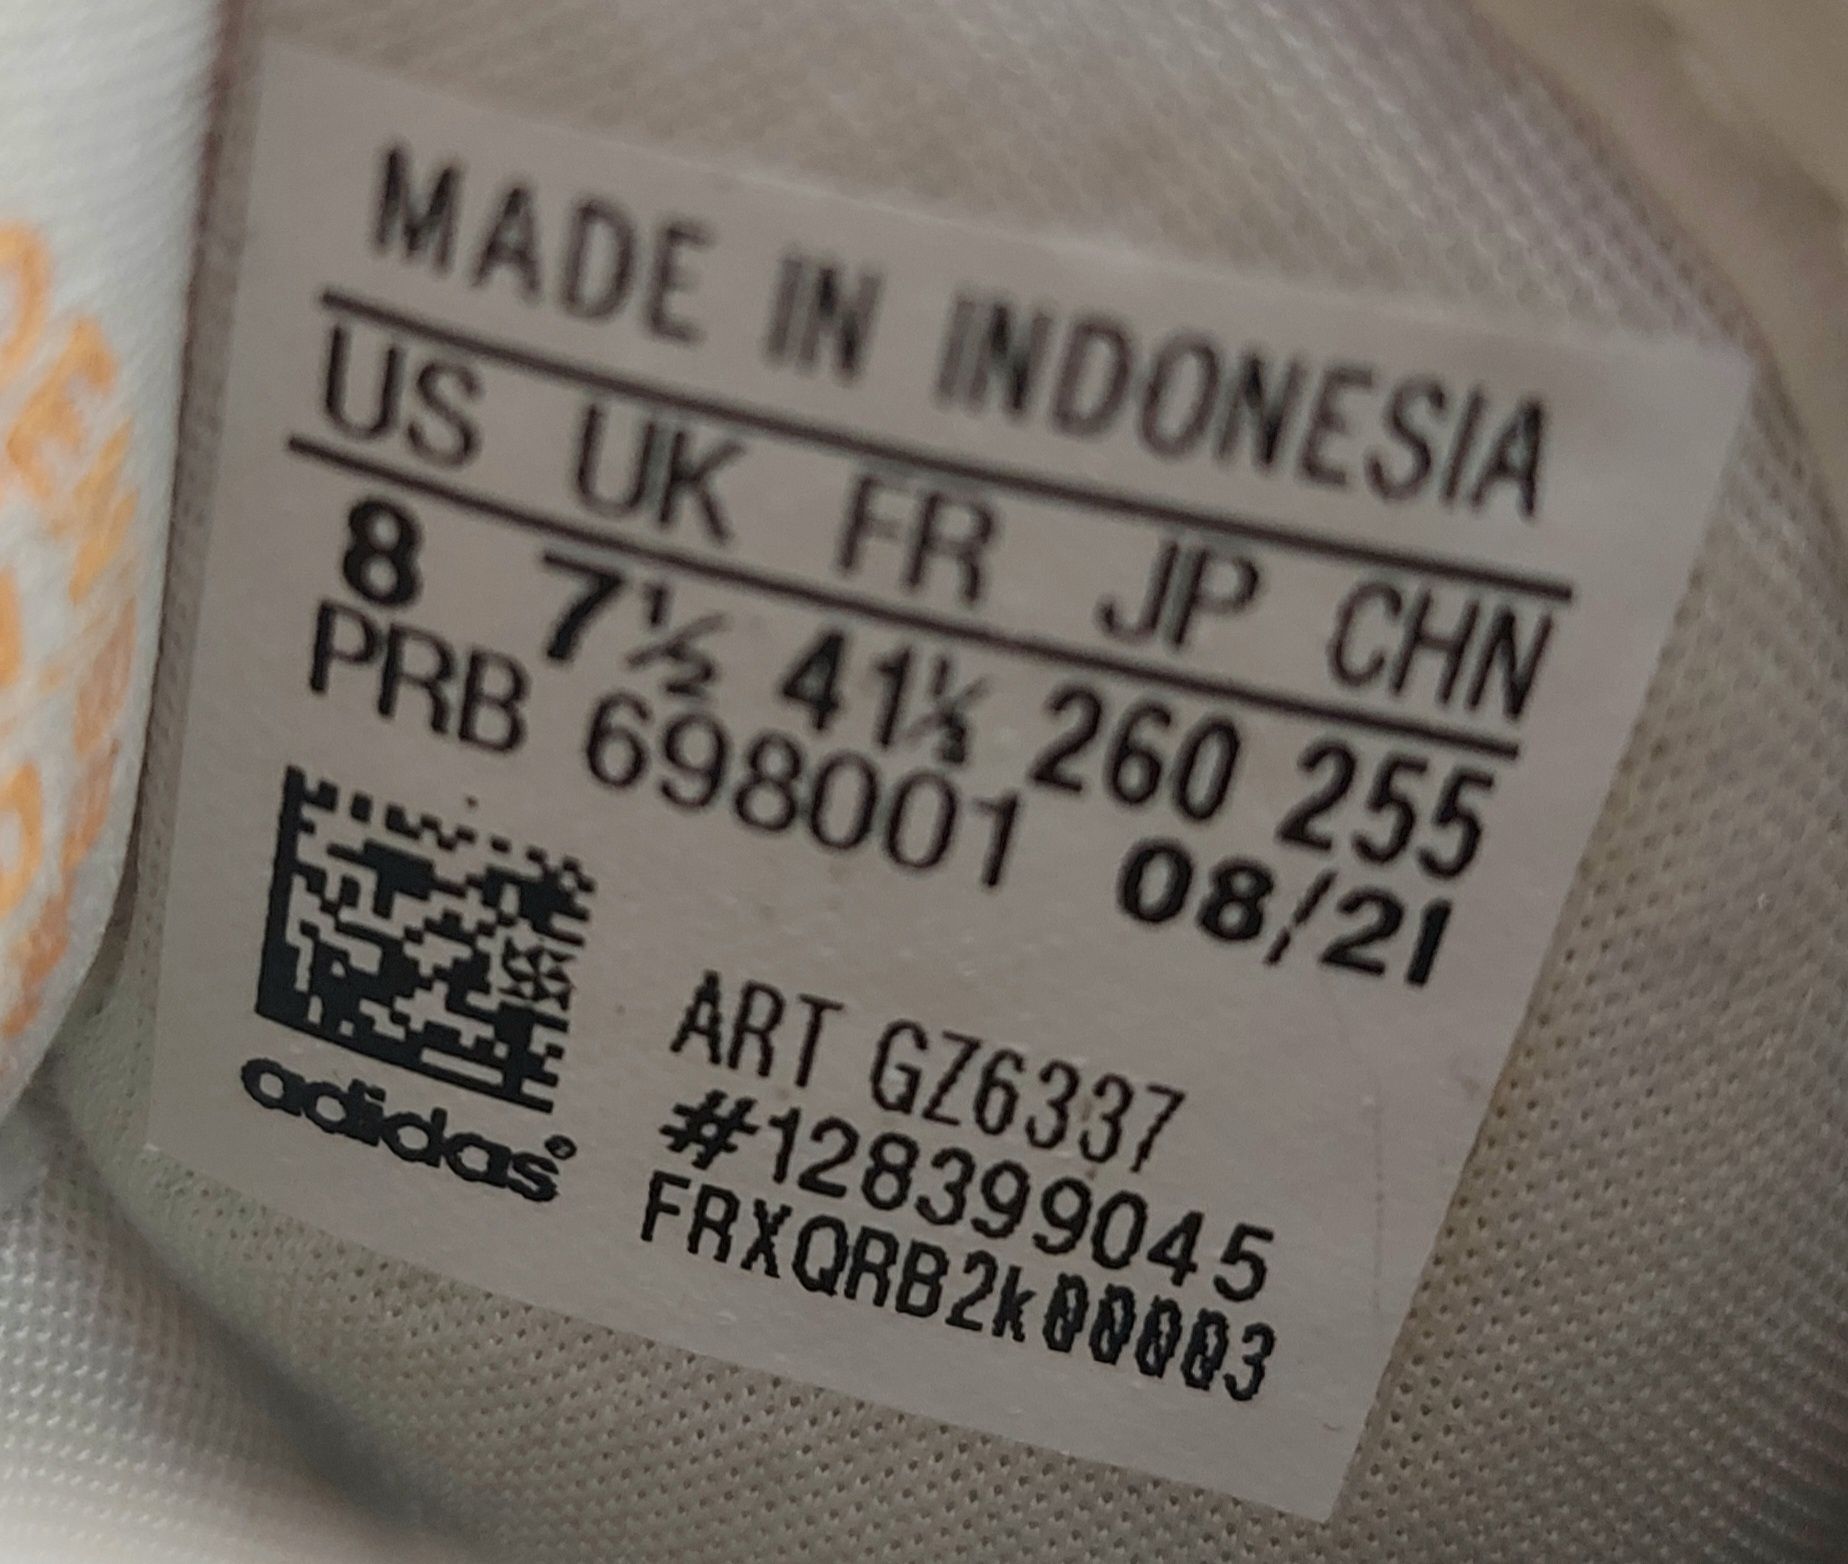 MADE IN INDONESIA
US UK FR JP CHN
8 7½ 41⅓ 260 255
PRB 698001 08/21
ART GZ6337
#128399045
FRXQRB2k00003
adidas®